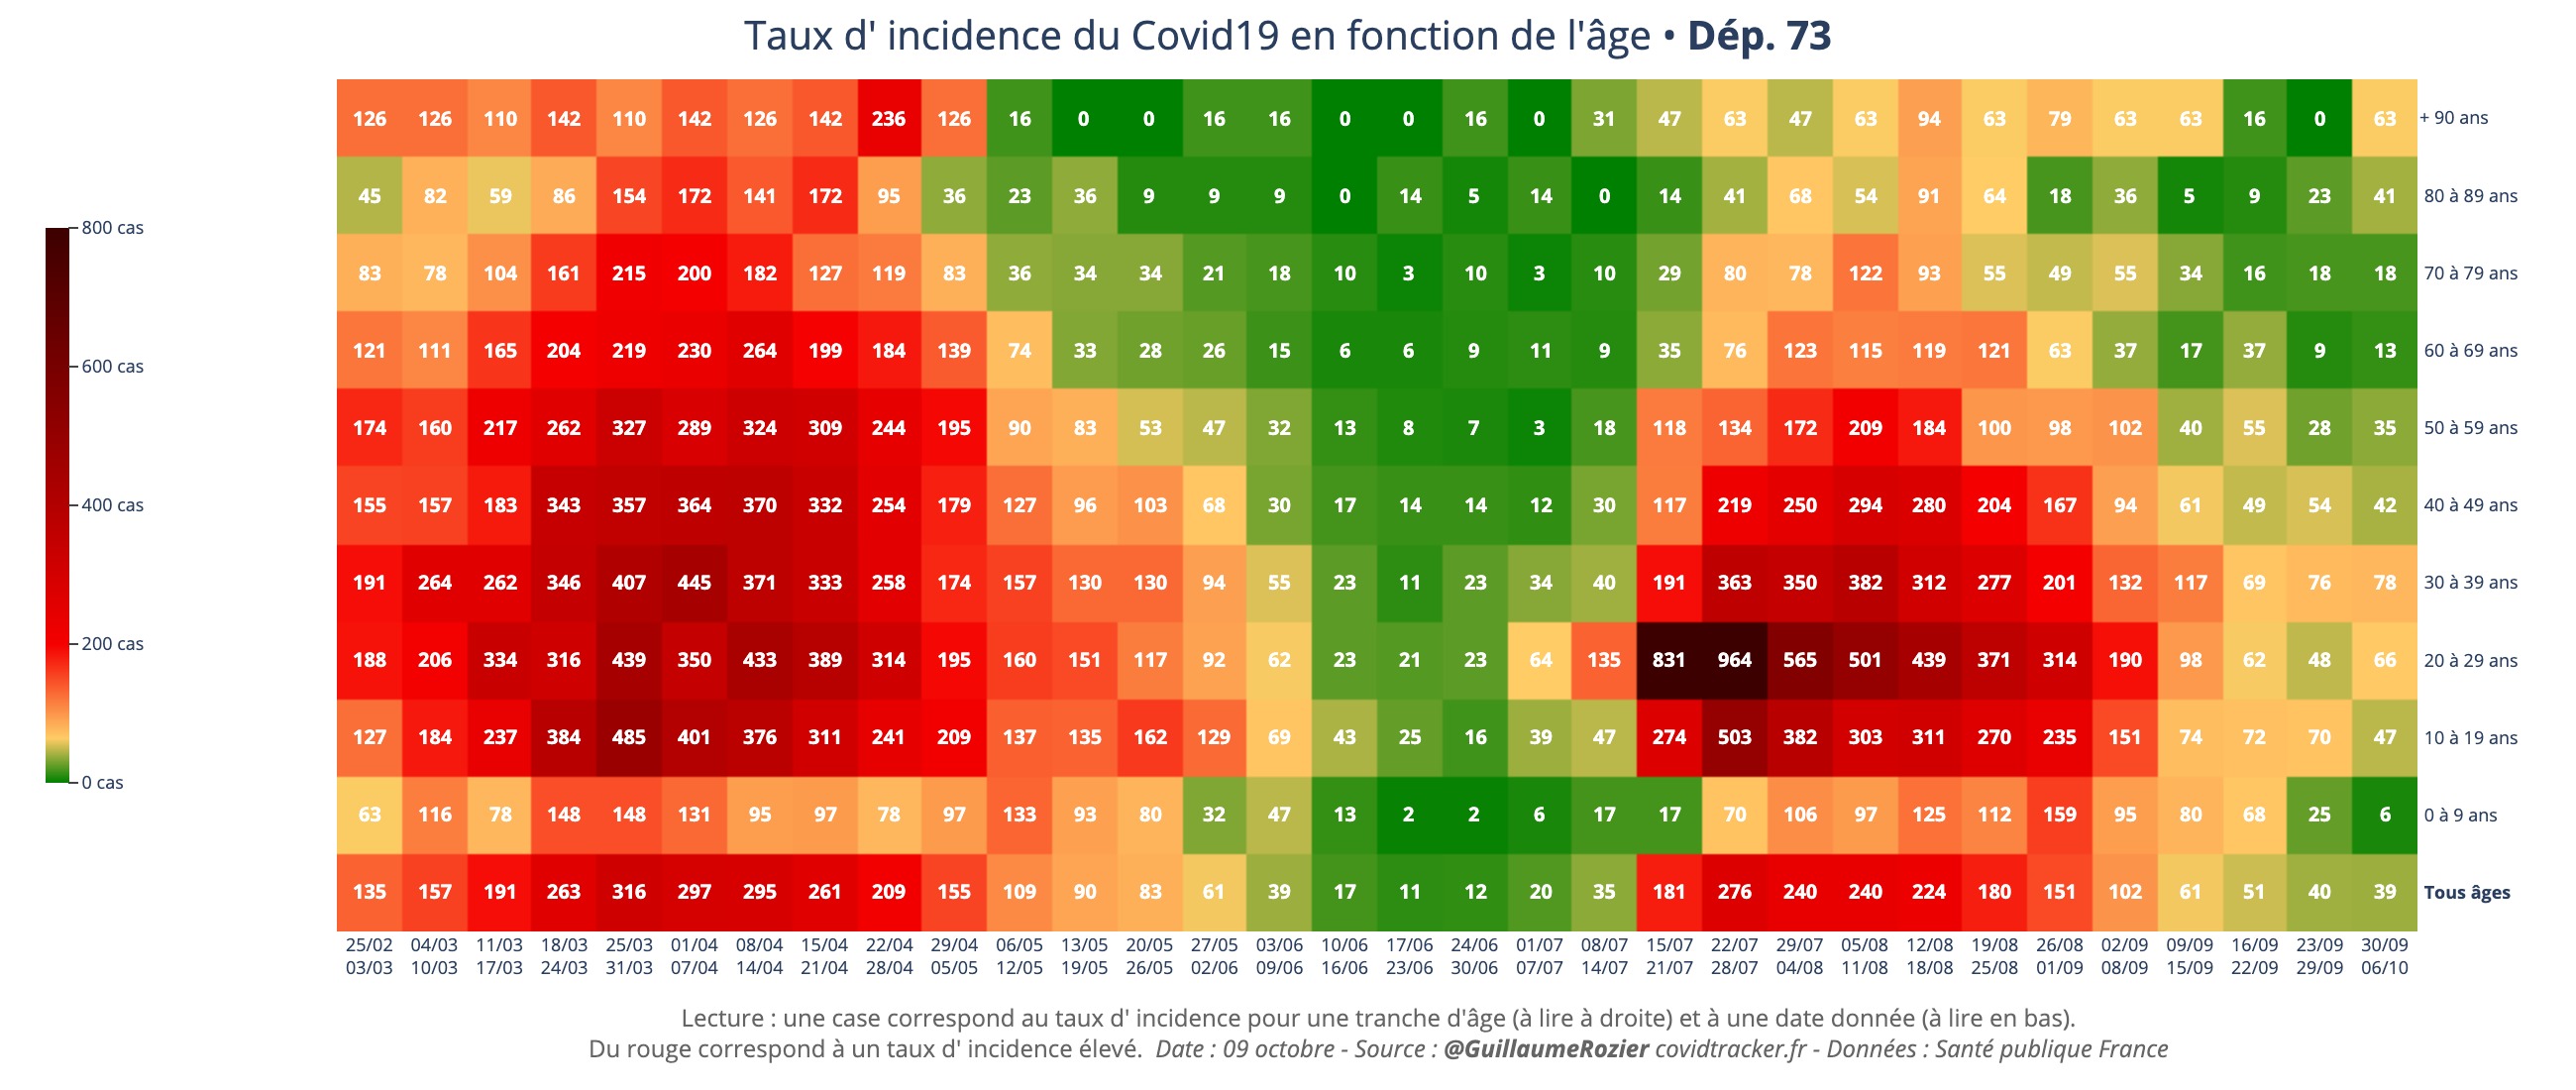 Taux d' incidence du Covid19 en fonction de l'âge • Dép. 73
800 cas
600 cas
400 cas
200 cas
0 cas
126 126 110 142 110 142 126 142 236 126 16 0 0 16 16 0 0 16 0 31 47 63 47 63 94 63 79 63 63 16 0 63 + 90 ans
45 82 59 86 154 172 141 172 95 36 23 36 9 9 9 0 14 5 14 0 14 41 68 54 91 64 18 36 5 9 23 41 80 à 89 ans
83 78 104 161 215 200 182 127 119 83 36 34 34 21 18 10 3 10 3 10 29 80 78 122 93 55 49 55 34 16 18 18 70 à 79 ans
121 111 165 204 219 230 264 199 184 139 74 33 28 26 15 6 6 9 11 9 35 76 123 115 119 121 63 37 17 37 9 13 60 à 69 ans
174 160 217 262 327 289 324 309 244 195 90 83 53 47 32 13 8 7 3 18 118 134 172 209 184 100 98 102 40 55 28 35 50 à 59 ans
155 157 183 343 357 364 370 332 254 179 127 96 103 68 30 17 14 14 12 30 117 219 250 294 280 204 167 94 61 49 54 42 40 à 49 ans
191 264 262 346 407 445 371 333 258 174 157 130 130 94 55 23 11 23 34 40 191 363 350 382 312 277 201 132 117 69 76 78 30 à 39 ans
188 206 334 316 439 350 433 389 314 195 160 151 117 92 62 23 21 23 64 135 831 964 565 501 439 371 314 190 98 62 48 66 20 à 29 ans
127 184 237 384 485 401 376 311 241 209 137 135 162 129 69 43 25 16 39 47 274 503 382 303 311 270 235 151 74 72 70 47 10 à 19 ans
63 116 78 148 148 131 95 97 78 97 133 93 80 32 47 13 2 2 6 17 17 70 106 97 125 112 159 95 80 68 25 6 0 à 9 ans
135 157 191 263 316 297 295 261 209 155 109 90 83 61 39 17 11 12 20 35 181 276 240 240 224 180 151 102 61 51 40 39 Tous âges
25/02 04/03 11/03 18/03 25/03 01/04 08/04 15/04 22/04 29/04 06/05 13/05 20/05 27/05 03/06 10/06 17/06 24/06 01/07 08/07 15/07 22/07 29/07 05/08 12/08 19/08 26/08 02/09 09/09 16/09 23/09 30/09
03/03 10/03 17/03 24/03 31/03 07/04 14/04 21/04 28/04 05/05 12/05 19/05 26/05 02/06 09/06 16/06 23/06 30/06 07/07 14/07 21/07 28/07 04/08 11/08 18/08 25/08 01/09 08/09 15/09 22/09 29/09 06/10
Lecture : une case correspond au taux d' incidence pour une tranche d'âge (à lire à droite) et à une date donnée (à lire en bas).
Du rouge correspond à un taux d' incidence élevé. Date : 09 octobre - Source : @GuillaumeRozier covidtracker.fr - Données : Santé publique France